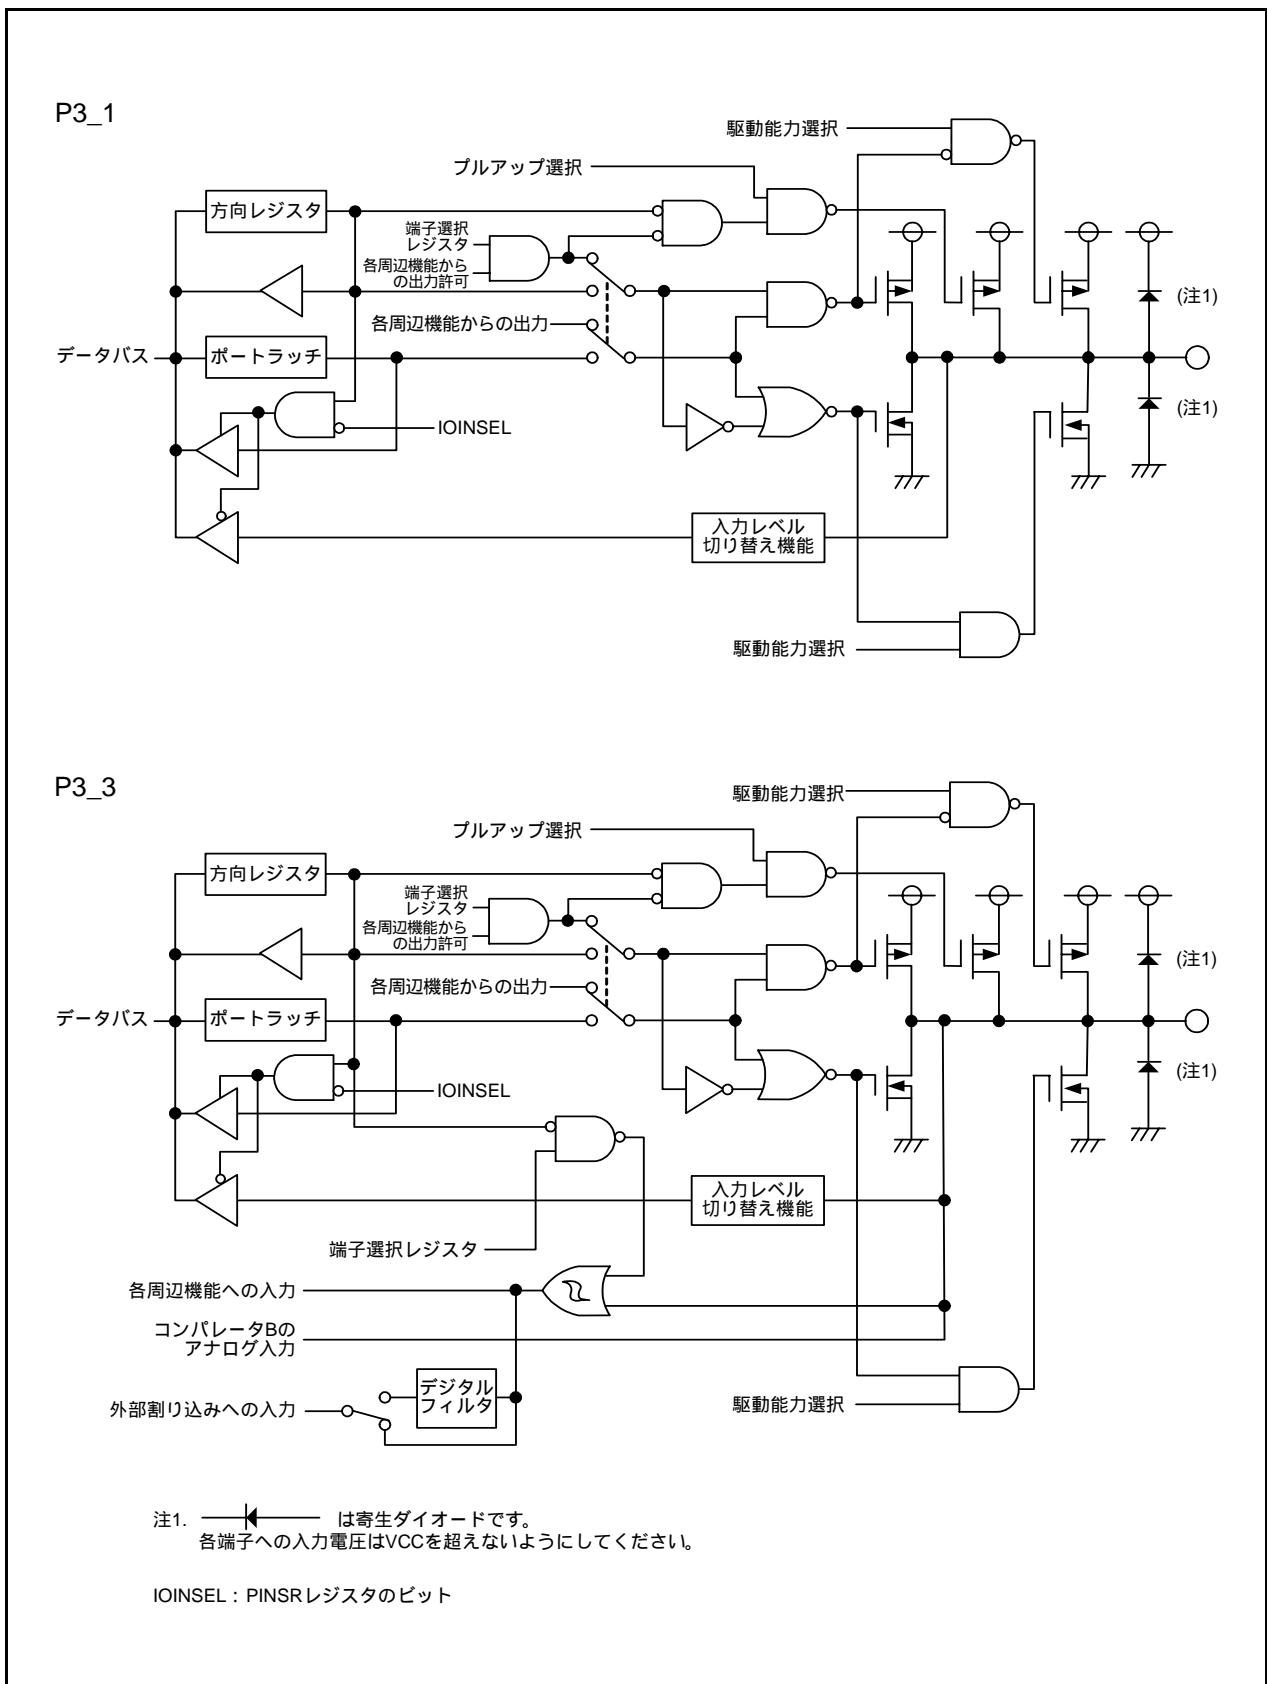 P3_1
駆動能力選択
プルアップ選択
方向レジスタ
端子選択
レジスタ
各周辺機能から
の出力許可
(注1)
各周辺機能からの出力
データバス
ポートラッチ
(注1)
IOINSEL
入力レベル
切り替え機能
駆動能力選択
P3_3
駆動能力選択
プルアップ選択
方向レジスタ
端子選択
レジスタ
各周辺機能から
の出力許可
(注1)
各周辺機能からの出力
データバス
ポートラッチ
(注1)
IOINSEL
入力レベル
切り替え機能
端子選択レジスタ
各周辺機能への入力
コンパレータBの
アナログ入力
デジタル
フィルタ
外部割り込みへの入力
駆動能力選択
注1. は寄生ダイオードです。
各端子への入力電圧はVCCを超えないようにしてください。
IOINSEL：PINSRレジスタのビット